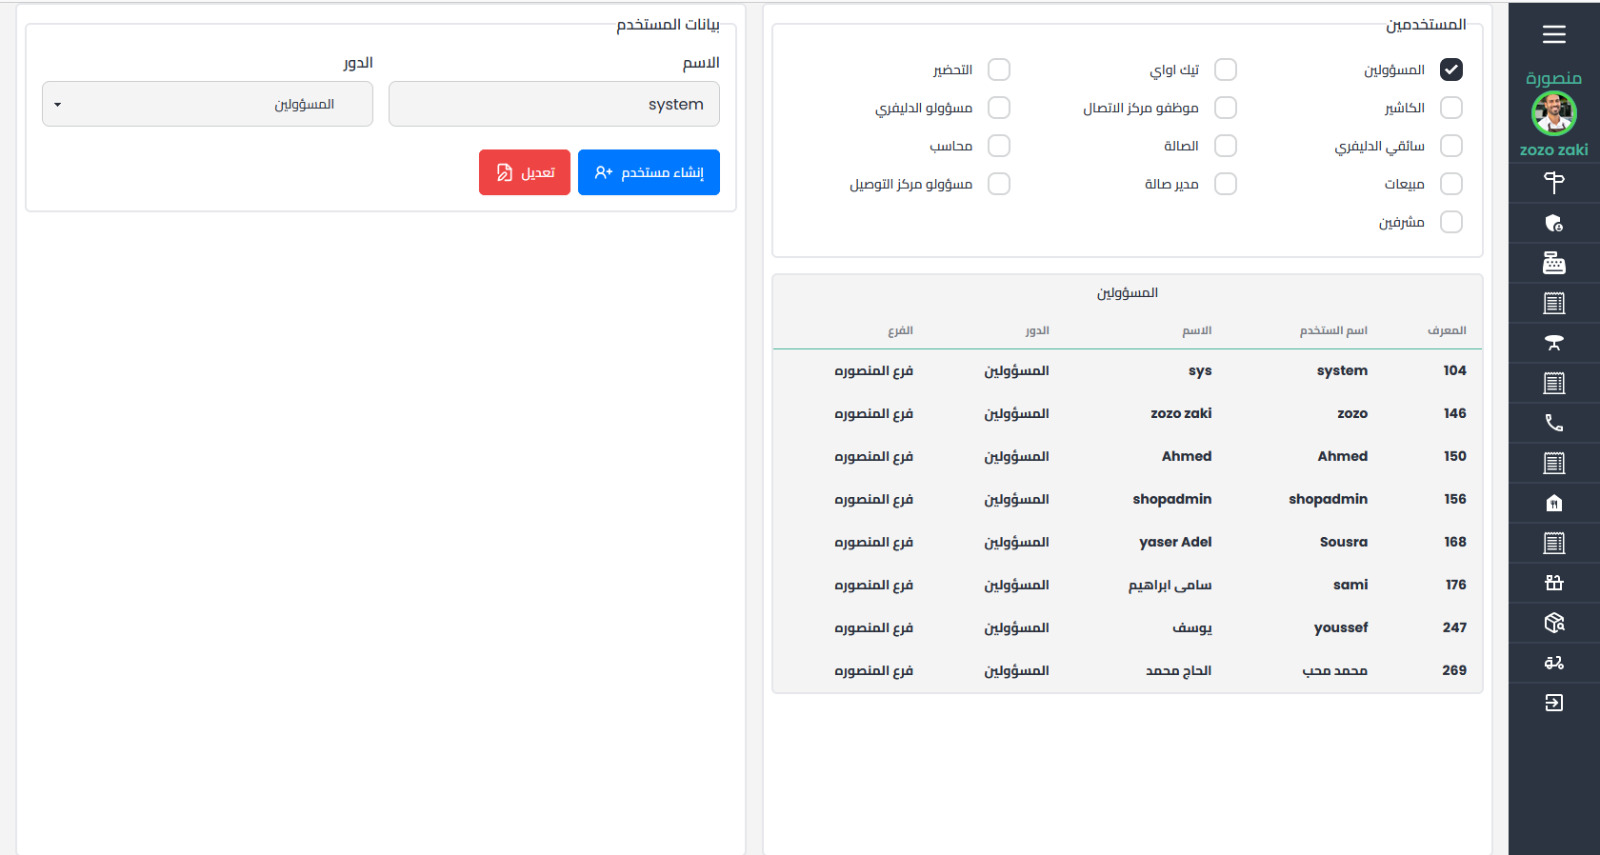 منصورة
zozo zaki
المستخدمين
المسؤولين
تيك اواي
التحضير
الكاشير
موظفو مركز الاتصال
مسؤولو الدليفري
سائقي الدليفري
الصالة
محاسب
مبيعات
مدير صالة
مسؤولو مركز التوصيل
مشرفين
المسؤولين
المعرف اسم الستخدم الاسم الدور الفرع
104 system sys المسؤولين فرع المنصوره
146 zozo zozo zaki المسؤولين فرع المنصوره
150 Ahmed Ahmed المسؤولين فرع المنصوره
156 shopadmin shopadmin المسؤولين فرع المنصوره
168 Sousra yaser Adel المسؤولين فرع المنصوره
176 sami سامى ابراهيم المسؤولين فرع المنصوره
247 youssef يوسف المسؤولين فرع المنصوره
269 محمد محب الحاج محمد المسؤولين فرع المنصوره
بيانات المستخدم
الاسم الدور
system المسؤولين
إنشاء مستخدم تعديل